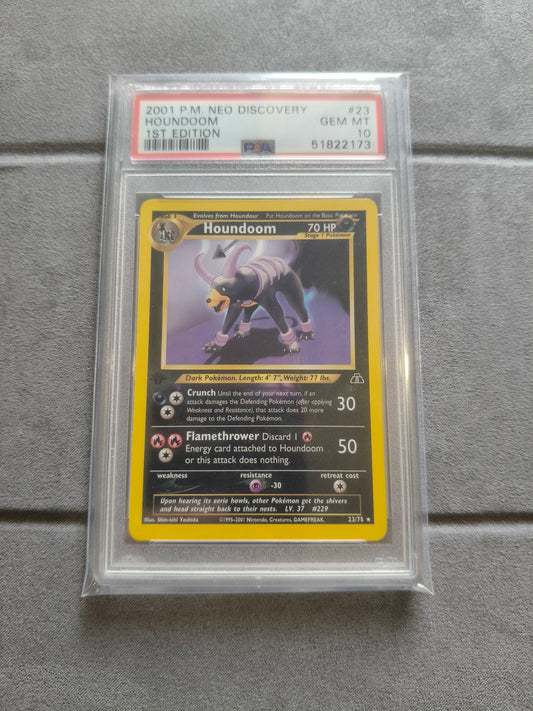 2001 P.M. NEO DISCOVERY #23
HOUNDOOM GEM MT
1ST EDITION 10
PSA 51822173
Evolves from Houndour Put Houndoom on the Basic Pokémon
Houndoom 70 HP
Stage 1 Pokémon
Dark Pokémon. Length: 4' 7", Weight: 77 lbs.
Crunch Until the end of your next turn, if an
attack damages the Defending Pokémon (after applying
Weakness and Resistance), that attack does 20 more
damage to the Defending Pokémon.
30
Flamethrower Discard 1
Energy card attached to Houndoom
or this attack does nothing.
50
weakness resistance retreat cost
-30
Upon hearing its eerie howls, other Pokémon get the shivers
and head straight back to their nests. LV. 37 #229
Illus. Shin-ichi Yoshida ©1995-2001 Nintendo, Creatures, GAMEFREAK. 23/75 ★